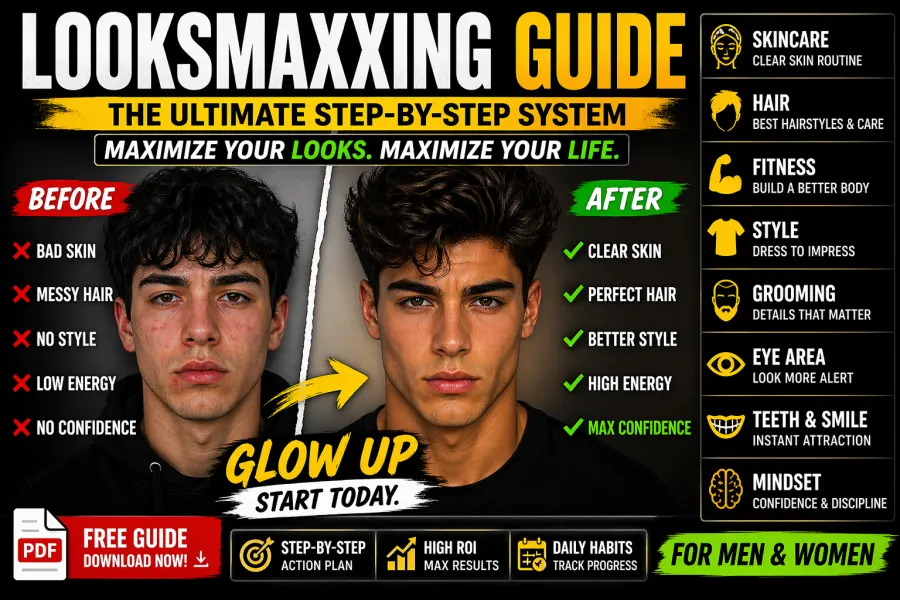 LOOKSMAXXING GUIDE
THE ULTIMATE STEP-BY-STEP SYSTEM
MAXIMIZE YOUR LOOKS. MAXIMIZE YOUR LIFE.
BEFORE
BAD SKIN
MESSY HAIR
NO STYLE
LOW ENERGY
NO CONFIDENCE
AFTER
CLEAR SKIN
PERFECT HAIR
BETTER STYLE
HIGH ENERGY
MAX CONFIDENCE
GLOW UP
START TODAY.
SKINCARE
CLEAR SKIN ROUTINE
HAIR
BEST HAIRSTYLES & CARE
FITNESS
BUILD A BETTER BODY
STYLE
DRESS TO IMPRESS
GROOMING
DETAILS THAT MATTER
EYE AREA
LOOK MORE ALERT
TEETH & SMILE
INSTANT ATTRACTION
MINDSET
CONFIDENCE & DISCIPLINE
PDF
FREE GUIDE
DOWNLOAD NOW!
STEP-BY-STEP
ACTION PLAN
HIGH ROI
MAX RESULTS
DAILY HABITS
TRACK PROGRESS
FOR MEN & WOMEN